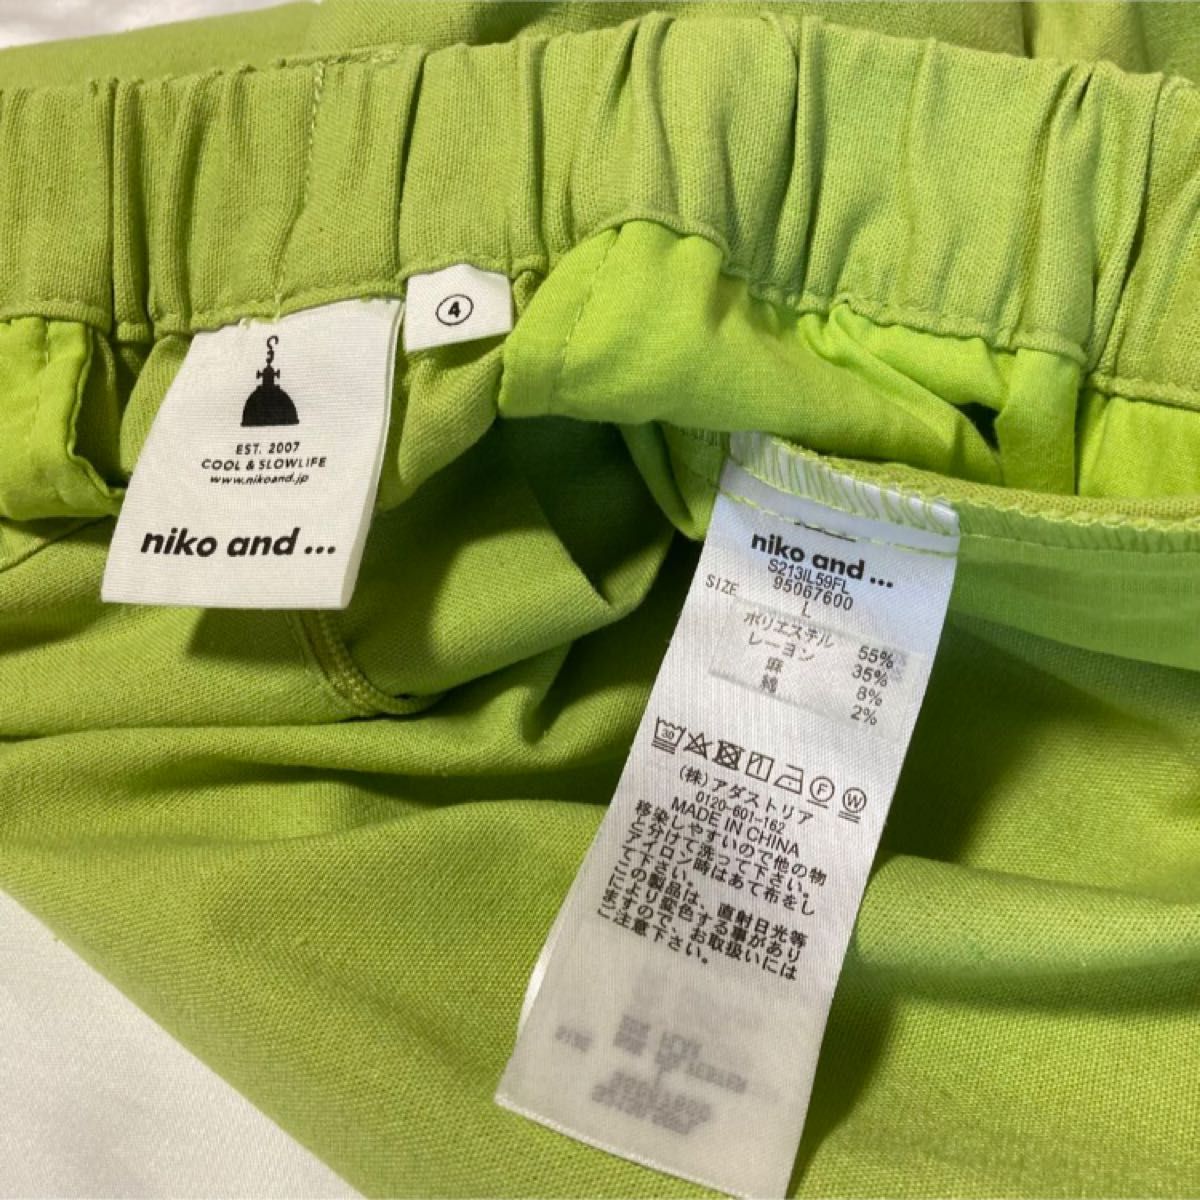 4
EST. 2007
COOL & SLOWLIFE
www.nikoand.jp
niko and ...
niko and ...
S213IL59FL
95067600
SIZE L
ポリエステル 55%
レーヨン 35%
麻 8%
綿 2%
30 F W
(株)アダストリア
0120-601-162
MADE IN CHINA
移染しやすいので他の物
と分けて洗って下さい。
アイロン時はあて布をし
て下さい。
この製品は、直射日光等
により変色する事があり
ますので、お取扱いには
ご注意下さい。